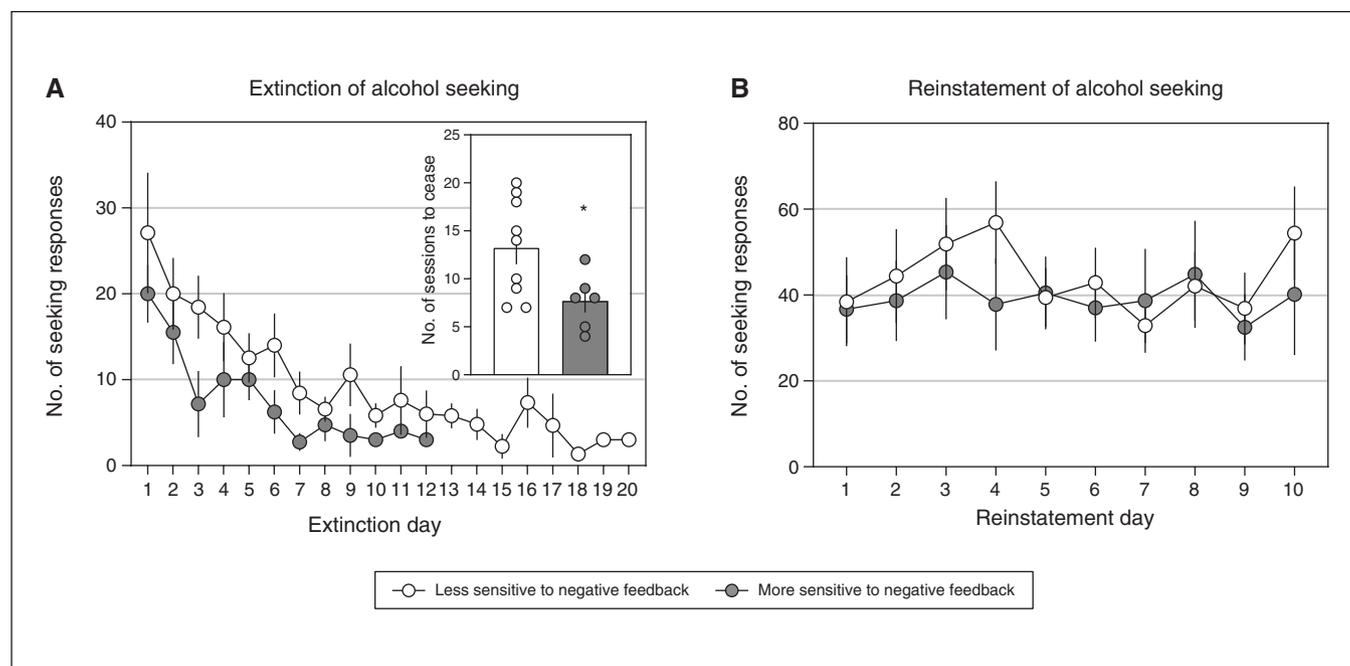 A
Extinction of alcohol seeking
No. of seeking responses
40
30
20
10
0
1 2 3 4 5 6 7 8 9 10 11 12 13 14 15 16 17 18 19 20
Extinction day
No. of sessions to cease
25
20
15
10
5
0
*
B
Reinstatement of alcohol seeking
No. of seeking responses
80
60
40
20
0
1 2 3 4 5 6 7 8 9 10
Reinstatement day
Less sensitive to negative feedback
More sensitive to negative feedback